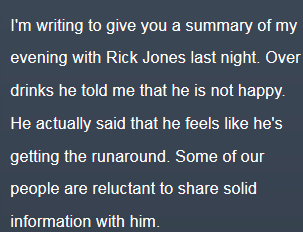 I'm writing to give you a summary of my
evening with Rick Jones last night. Over
drinks he told me that he is not happy.
He actually said that he feels like he's
getting the runaround. Some of our
people are reluctant to share solid
information with him.